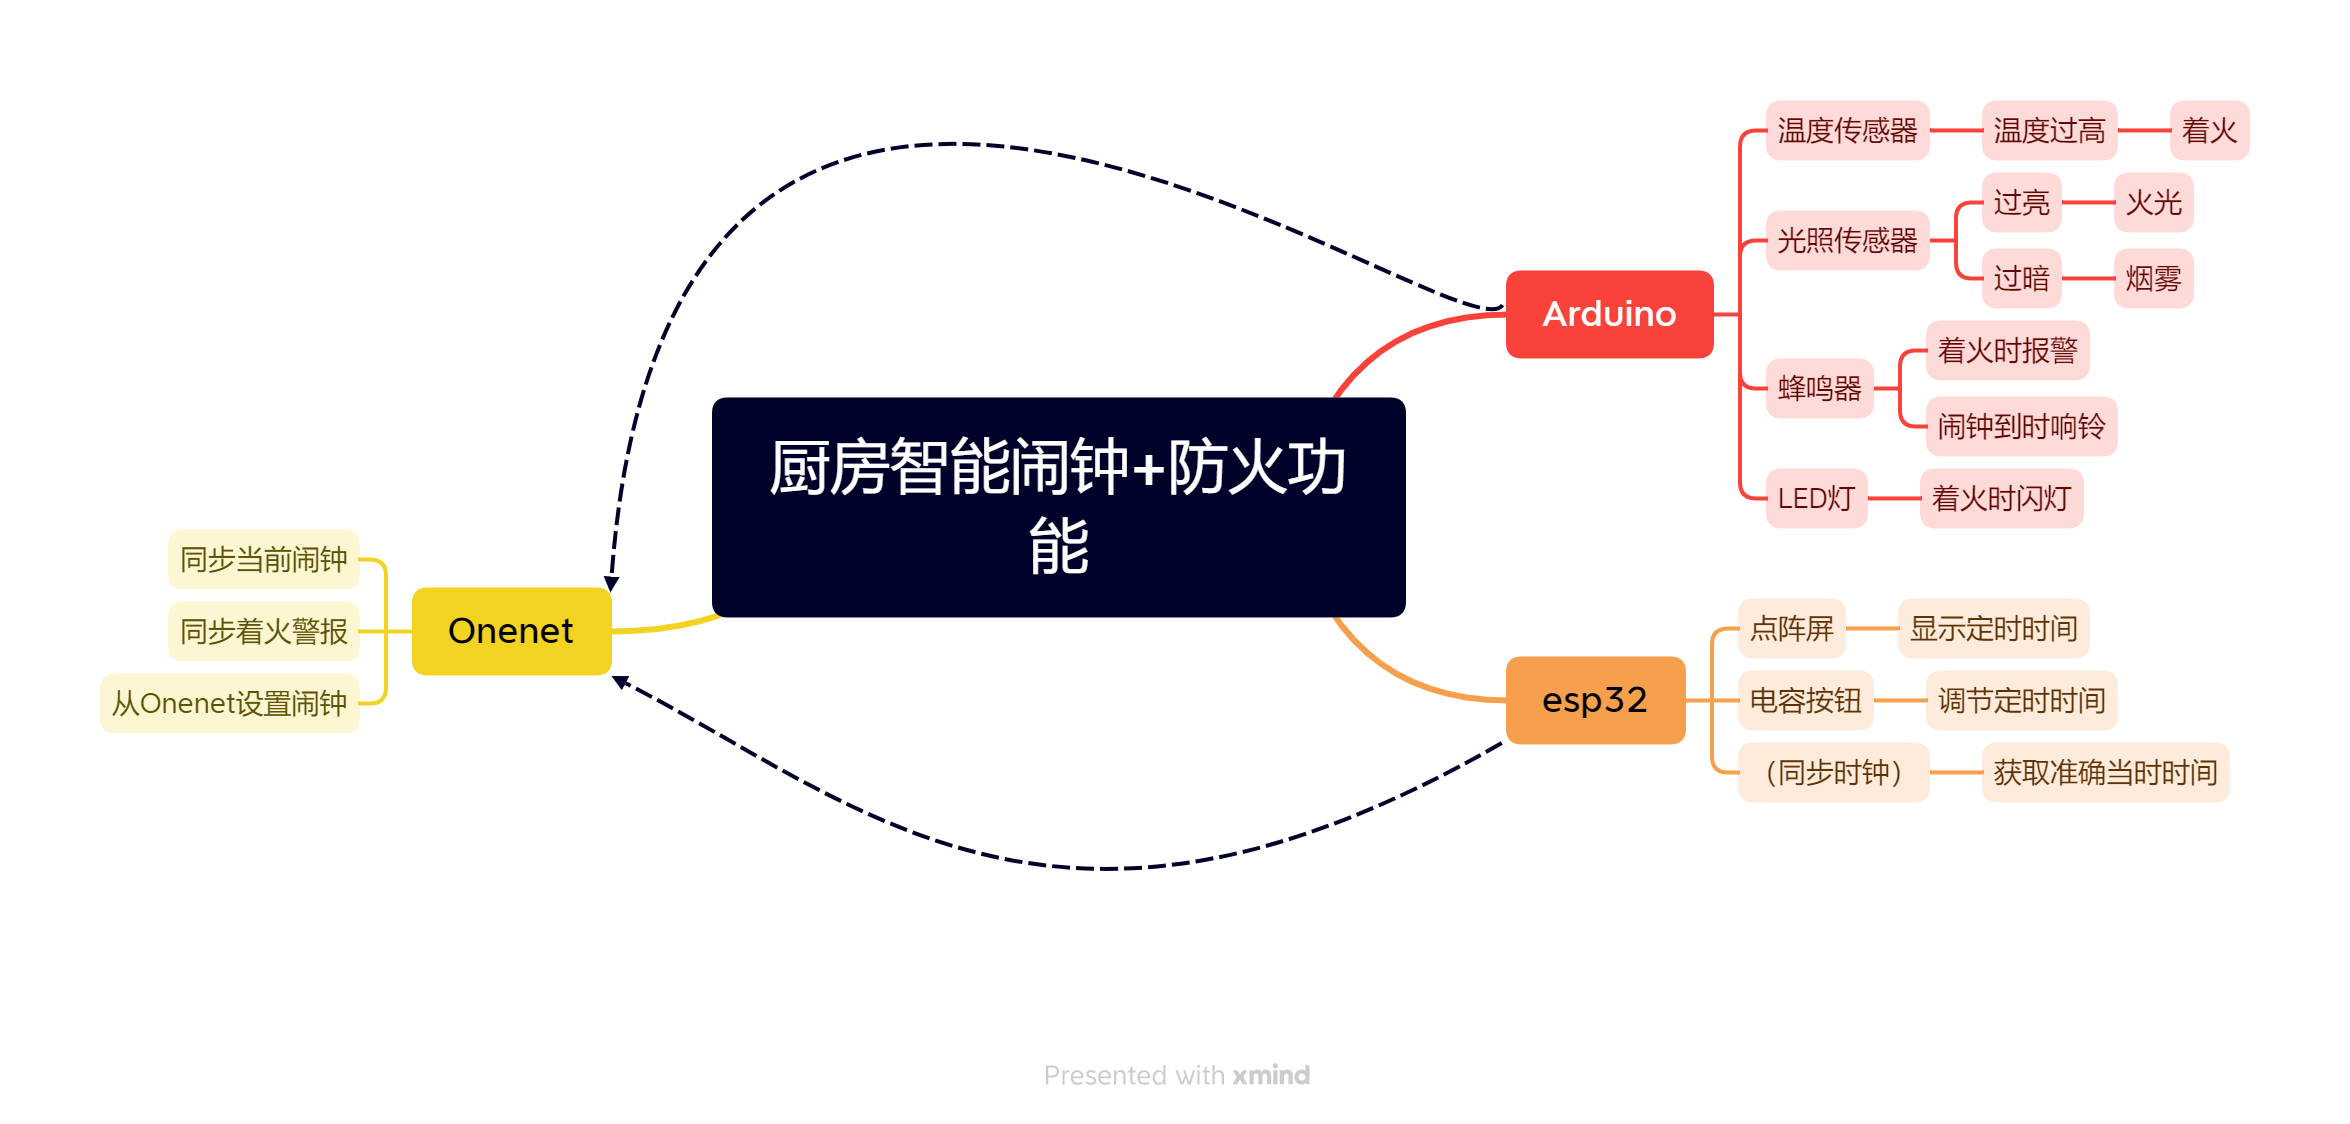 厨房智能闹钟+防火功
能
Arduino
温度传感器
温度过高
着火
光照传感器
过亮
火光
过暗
烟雾
蜂鸣器
着火时报警
闹钟到时响铃
LED灯
着火时闪灯
esp32
点阵屏
显示定时时间
电容按钮
调节定时时间
（同步时钟）
获取准确当时时间
Onenet
同步当前闹钟
同步着火警报
从Onenet设置闹钟
Presented with xmind